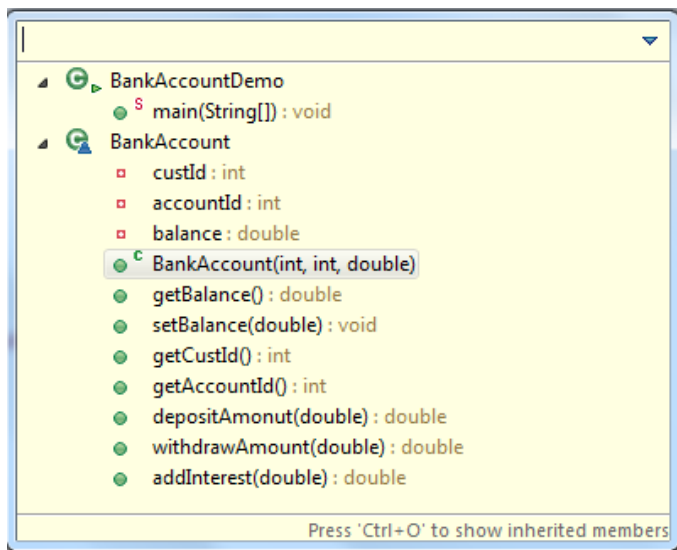 BankAccountDemo
S main(String[]) : void
BankAccount
custId : int
accountId : int
balance : double
C BankAccount(int, int, double)
getBalance() : double
setBalance(double) : void
getCustId() : int
getAccountId() : int
depositAmonut(double) : double
withdrawAmount(double) : double
addInterest(double) : double
Press 'Ctrl+O' to show inherited members